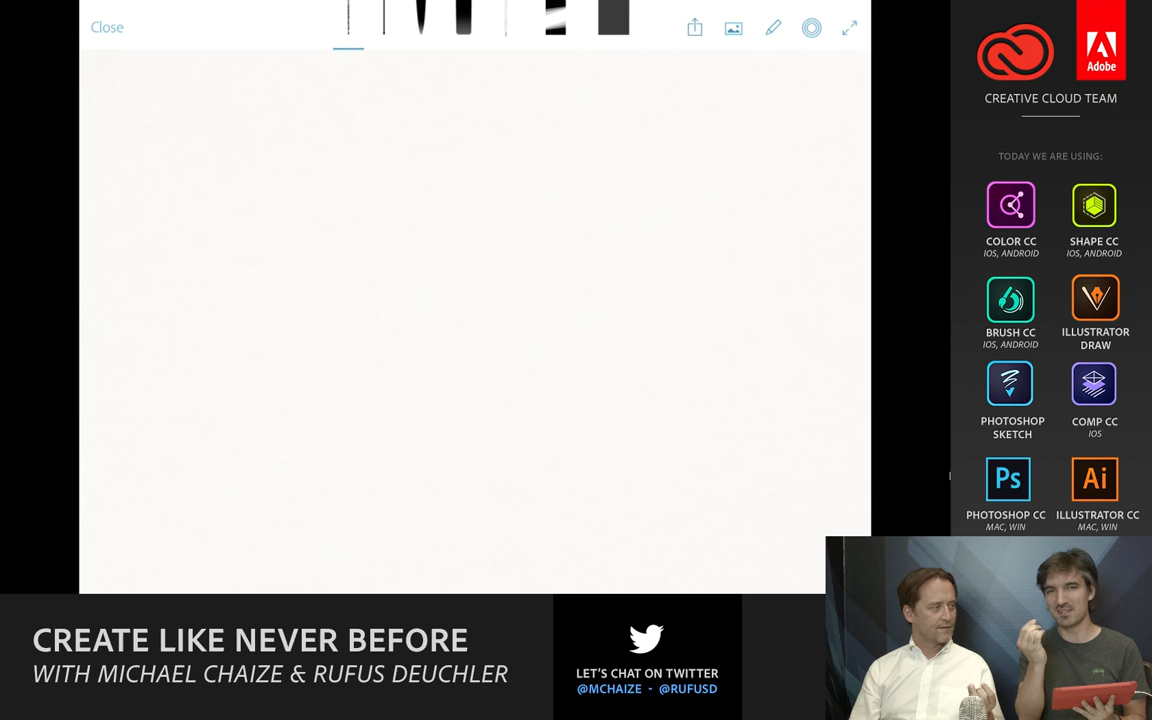 Close
Adobe
CREATIVE CLOUD TEAM
TODAY WE ARE USING:
COLOR CC
IOS, ANDROID
SHAPE CC
IOS, ANDROID
BRUSH CC
IOS, ANDROID
ILLUSTRATOR
DRAW
PHOTOSHOP
SKETCH
COMP CC
IOS
Ps
PHOTOSHOP CC
MAC, WIN
Ai
ILLUSTRATOR CC
MAC, WIN
CREATE LIKE NEVER BEFORE
WITH MICHAEL CHAIZE & RUFUS DEUCHLER
LET'S CHAT ON TWITTER
@MCHAIZE - @RUFUSD